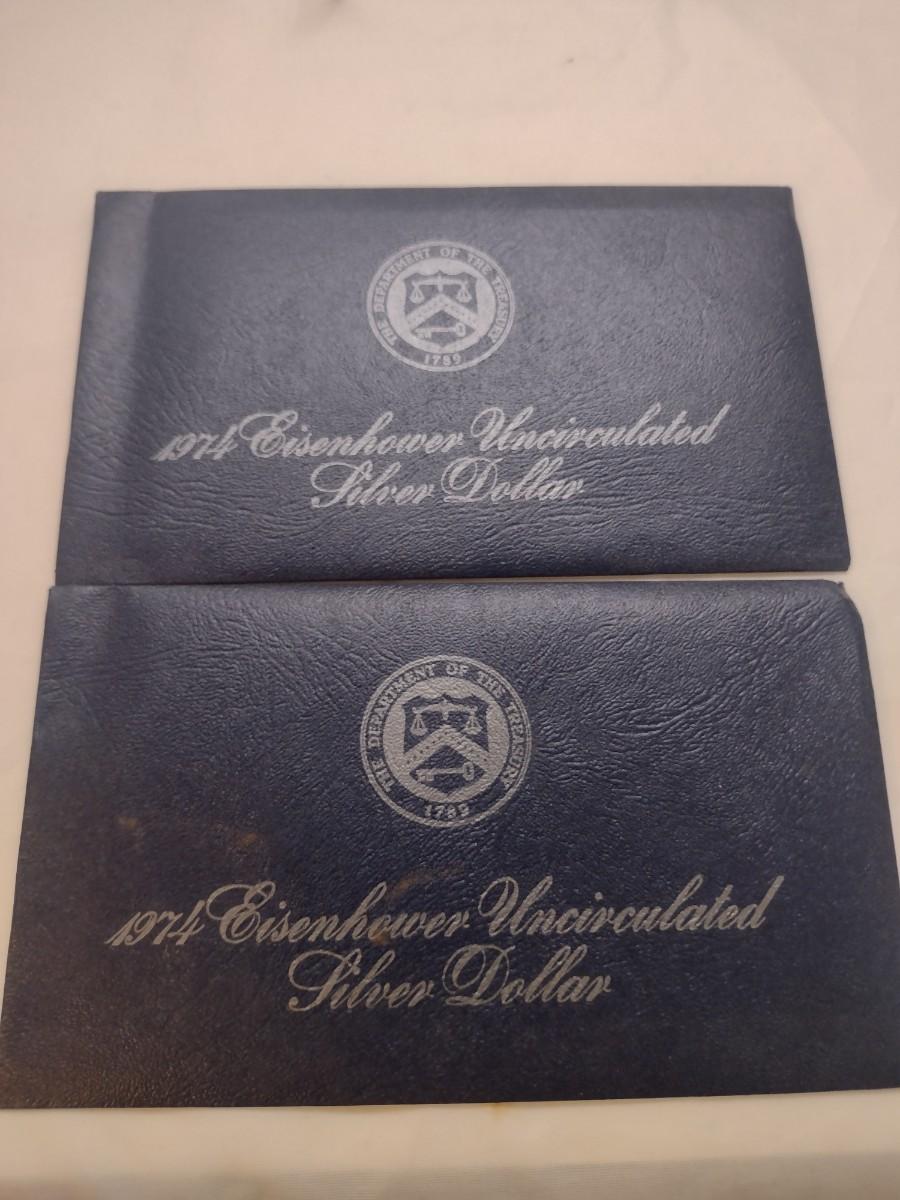 THE DEPARTMENT OF THE TREASURY
1789
1974 Eisenhower Uncirculated
Silver Dollar
THE DEPARTMENT OF THE TREASURY
1789
1974 Eisenhower Uncirculated
Silver Dollar